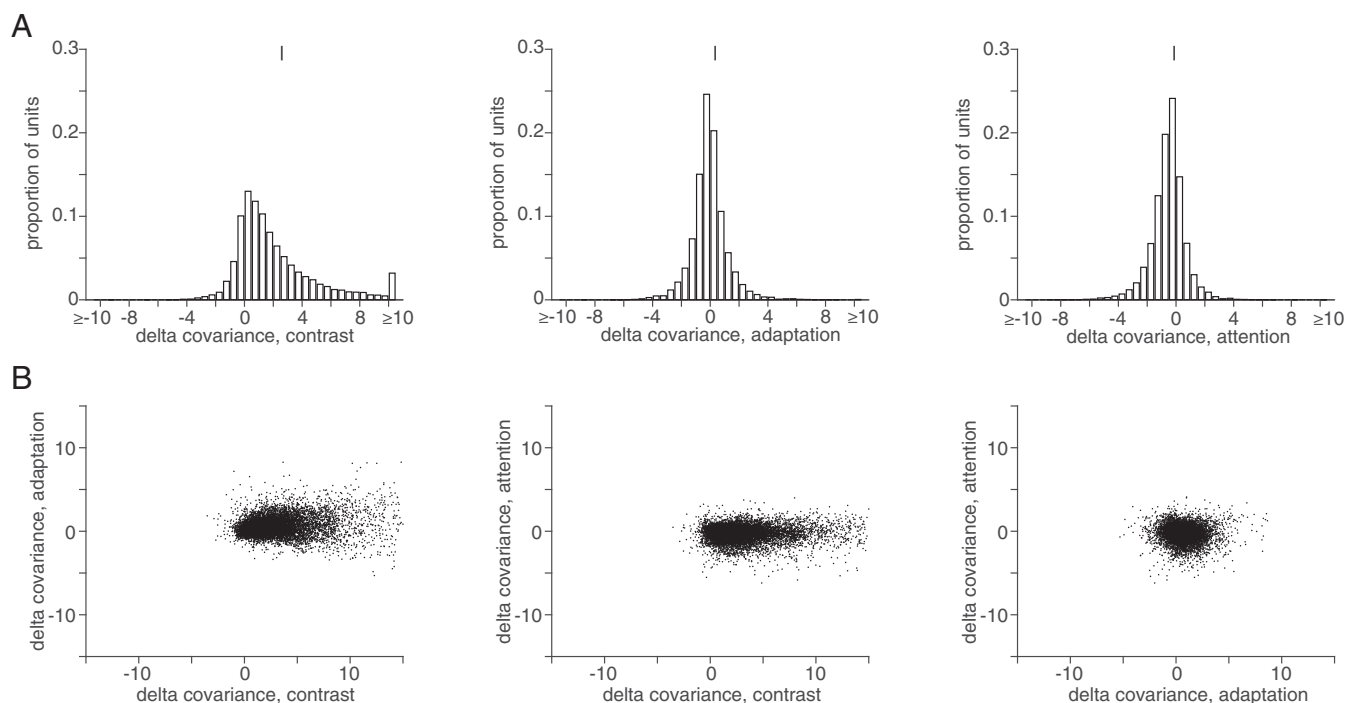 A
proportion of units
0.3
0.2
0.1
0
≥-10 -8 -4 0 4 8 ≥10
delta covariance, contrast
proportion of units
0.3
0.2
0.1
0
≥-10 -8 -4 0 4 8 ≥10
delta covariance, adaptation
proportion of units
0.3
0.2
0.1
0
≥-10 -8 -4 0 4 8 ≥10
delta covariance, attention
B
delta covariance, adaptation
10
0
-10
-10 0 10
delta covariance, contrast
delta covariance, attention
10
0
-10
-10 0 10
delta covariance, contrast
delta covariance, attention
10
0
-10
-10 0 10
delta covariance, adaptation